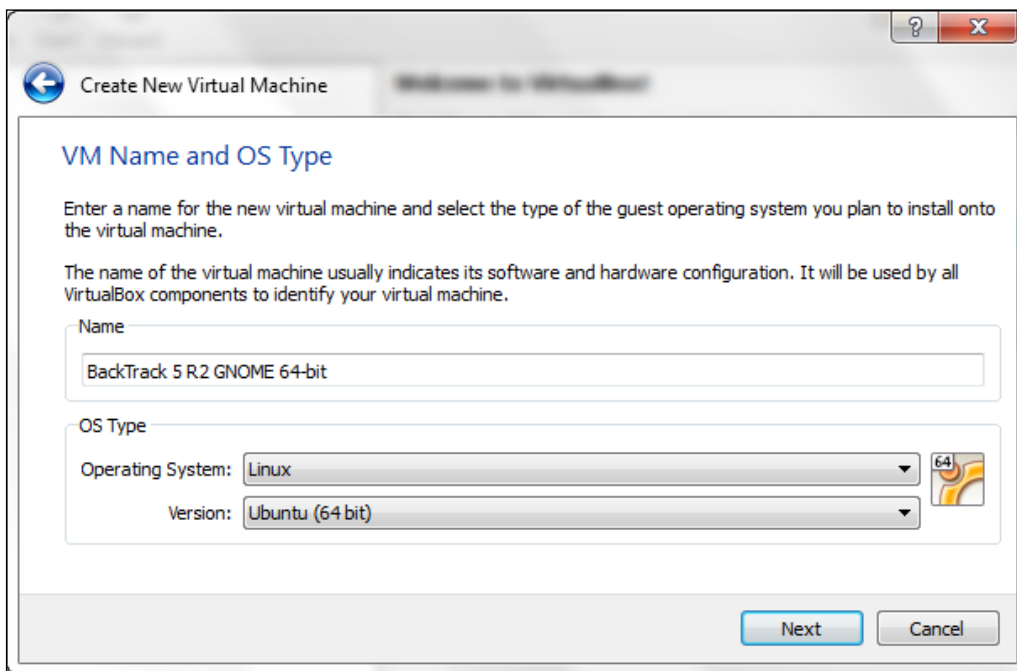 Create New Virtual Machine
Welcome to VirtualBox!
VM Name and OS Type
Enter a name for the new virtual machine and select the type of the guest operating system you plan to install onto
the virtual machine.
The name of the virtual machine usually indicates its software and hardware configuration. It will be used by all
VirtualBox components to identify your virtual machine.
Name
BackTrack 5 R2 GNOME 64-bit
OS Type
Operating System: Linux
64
Version: Ubuntu (64 bit)
Next Cancel